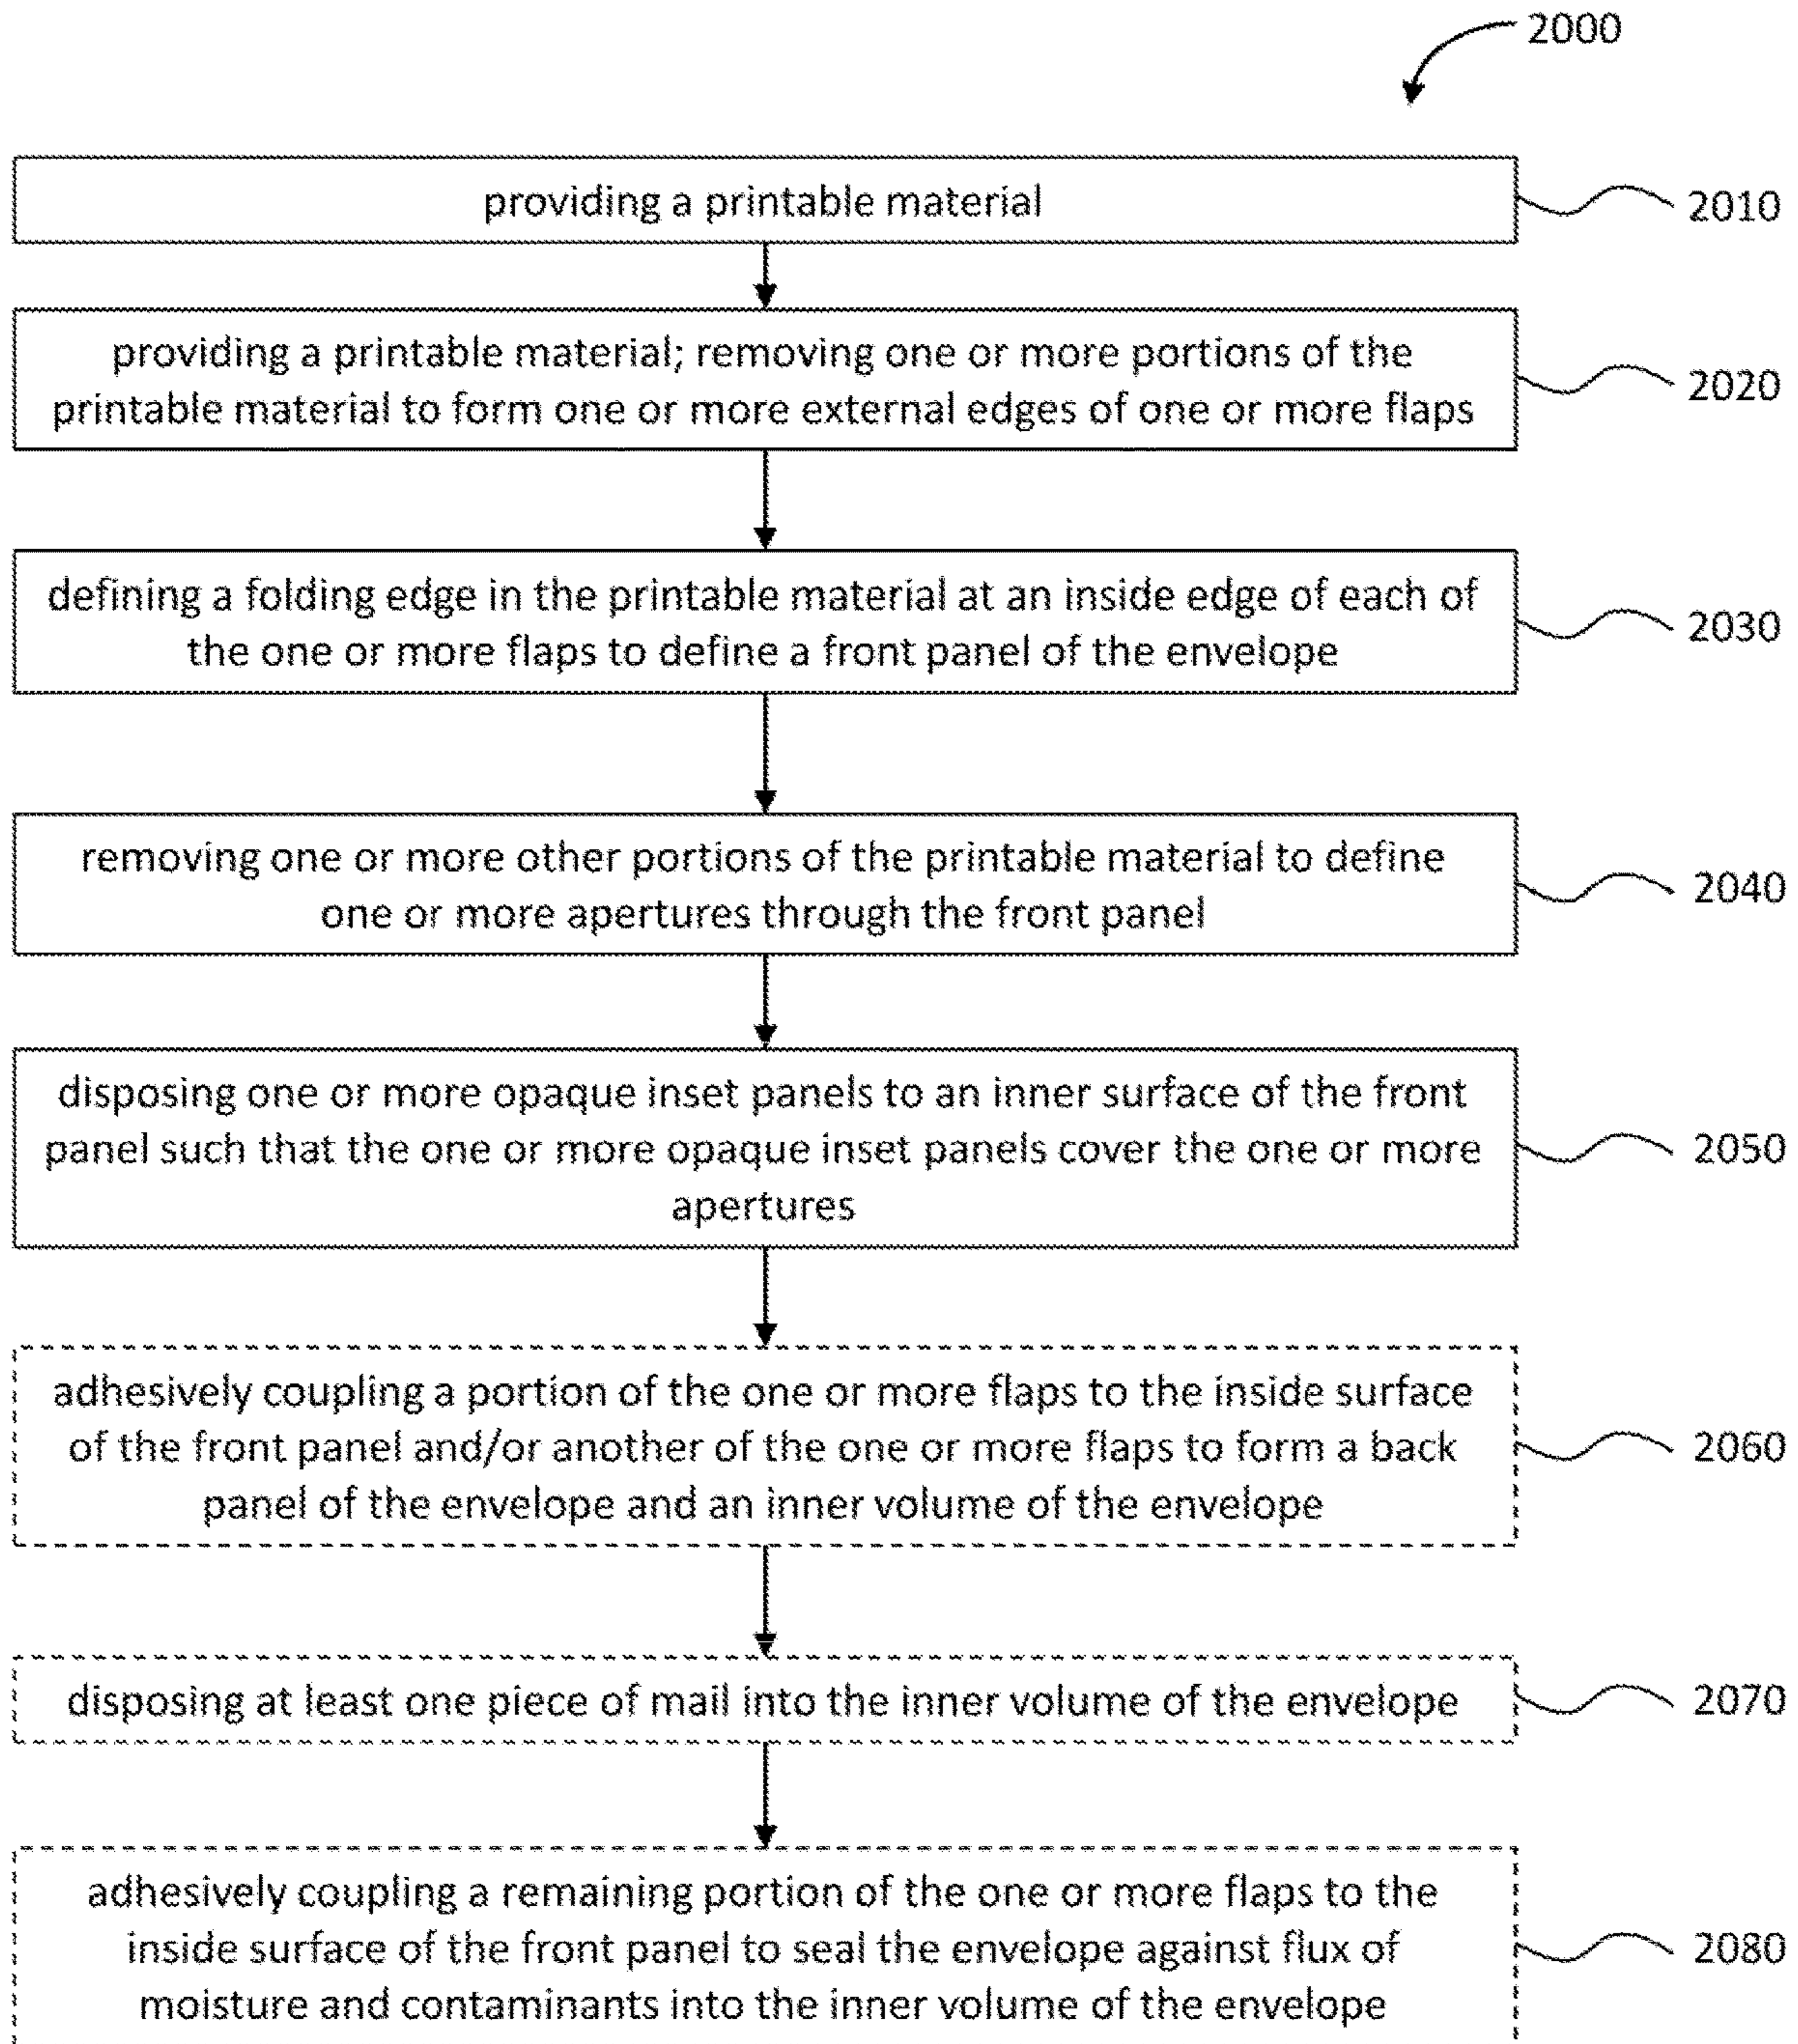 2000
providing a printable material
2010
providing a printable material; removing one or more portions of the
printable material to form one or more external edges of one or more flaps
2020
defining a folding edge in the printable material at an inside edge of each of
the one or more flaps to define a front panel of the envelope
2030
removing one or more other portions of the printable material to define
one or more apertures through the front panel
2040
disposing one or more opaque inset panels to an inner surface of the front
panel such that the one or more opaque inset panels cover the one or more
apertures
2050
adhesively coupling a portion of the one or more flaps to the inside surface
of the front panel and/or another of the one or more flaps to form a back
panel of the envelope and an inner volume of the envelope
2060
disposing at least one piece of mail into the inner volume of the envelope
2070
adhesively coupling a remaining portion of the one or more flaps to the
inside surface of the front panel to seal the envelope against flux of
moisture and contaminants into the inner volume of the envelope
2080